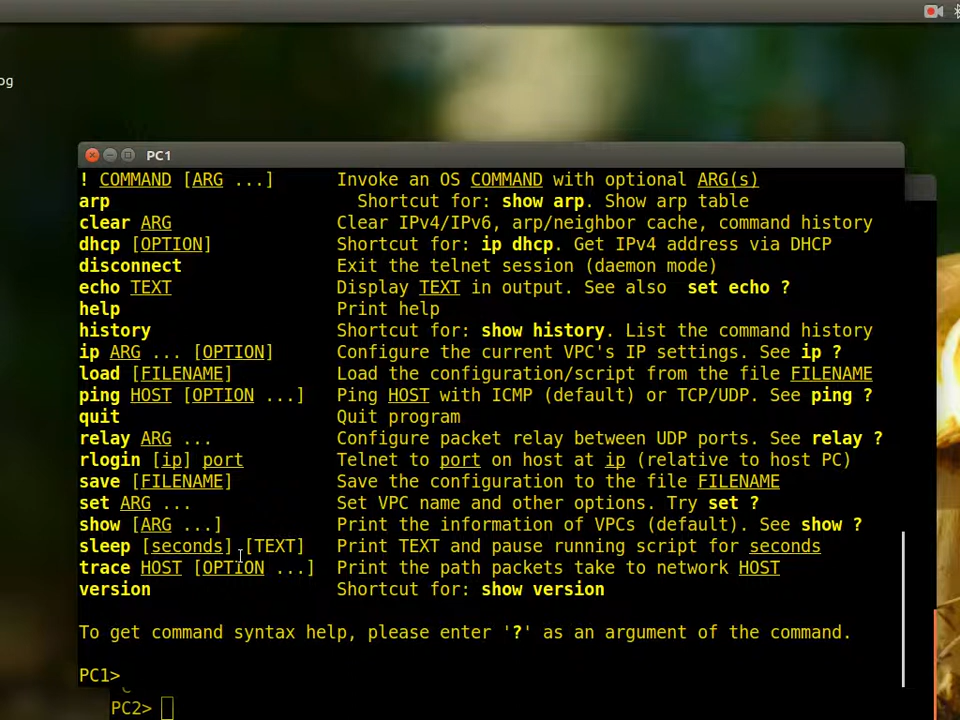 og
PC1
! COMMAND [ARG ...] Invoke an OS COMMAND with optional ARG(s)
arp Shortcut for: show arp. Show arp table
clear ARG Clear IPv4/IPv6, arp/neighbor cache, command history
dhcp [OPTION] Shortcut for: ip dhcp. Get IPv4 address via DHCP
disconnect Exit the telnet session (daemon mode)
echo TEXT Display TEXT in output. See also set echo ?
help Print help
history Shortcut for: show history. List the command history
ip ARG ... [OPTION] Configure the current VPC's IP settings. See ip ?
load [FILENAME] Load the configuration/script from the file FILENAME
ping HOST [OPTION ...] Ping HOST with ICMP (default) or TCP/UDP. See ping ?
quit Quit program
relay ARG ... Configure packet relay between UDP ports. See relay ?
rlogin [ip] port Telnet to port on host at ip (relative to host PC)
save [FILENAME] Save the configuration to the file FILENAME
set ARG ... Set VPC name and other options. Try set ?
show [ARG ...] Print the information of VPCs (default). See show ?
sleep [seconds] [TEXT] Print TEXT and pause running script for seconds
trace HOST [OPTION ...] Print the path packets take to network HOST
version Shortcut for: show version
To get command syntax help, please enter '?' as an argument of the command.
PC1>
PC2>